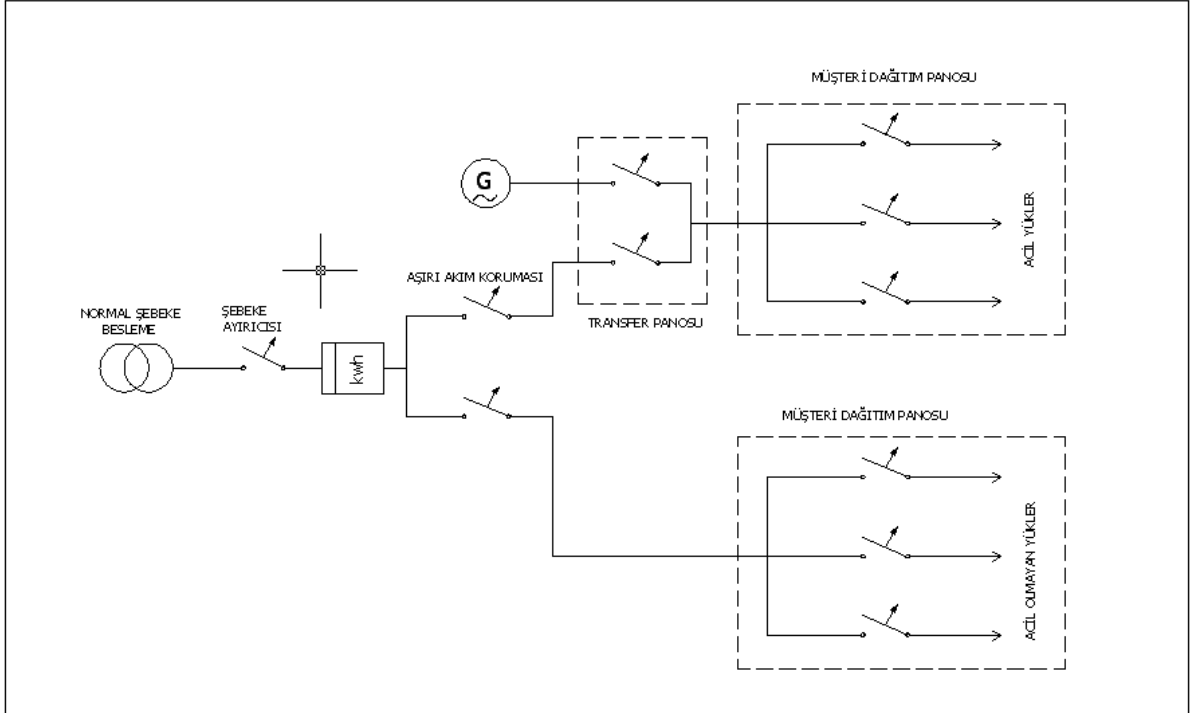 MÜŞTERİ DAĞITIM PANOSU
G
ACİL YÜKLER
AŞIRI AKIM KORUMASI
TRANSFER PANOSU
NORMAL ŞEBEKE
BESLEME
ŞEBEKE
AYIRICISI
kwh
MÜŞTERİ DAĞITIM PANOSU
ACİL OLMAYAN YÜKLER